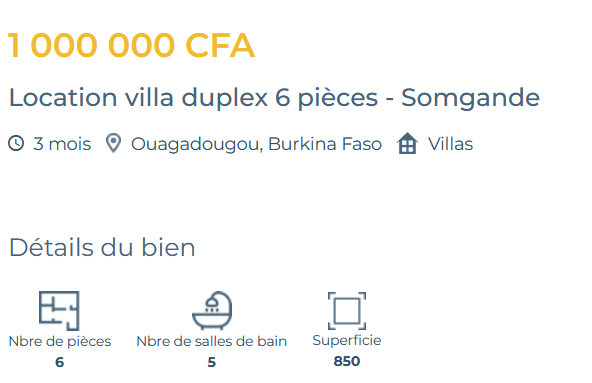 1 000 000 CFA
Location villa duplex 6 pièces - Somgande
3 mois Ouagadougou, Burkina Faso Villas
Détails du bien
Nbre de pièces Nbre de salles de bain Superficie
6 5 850